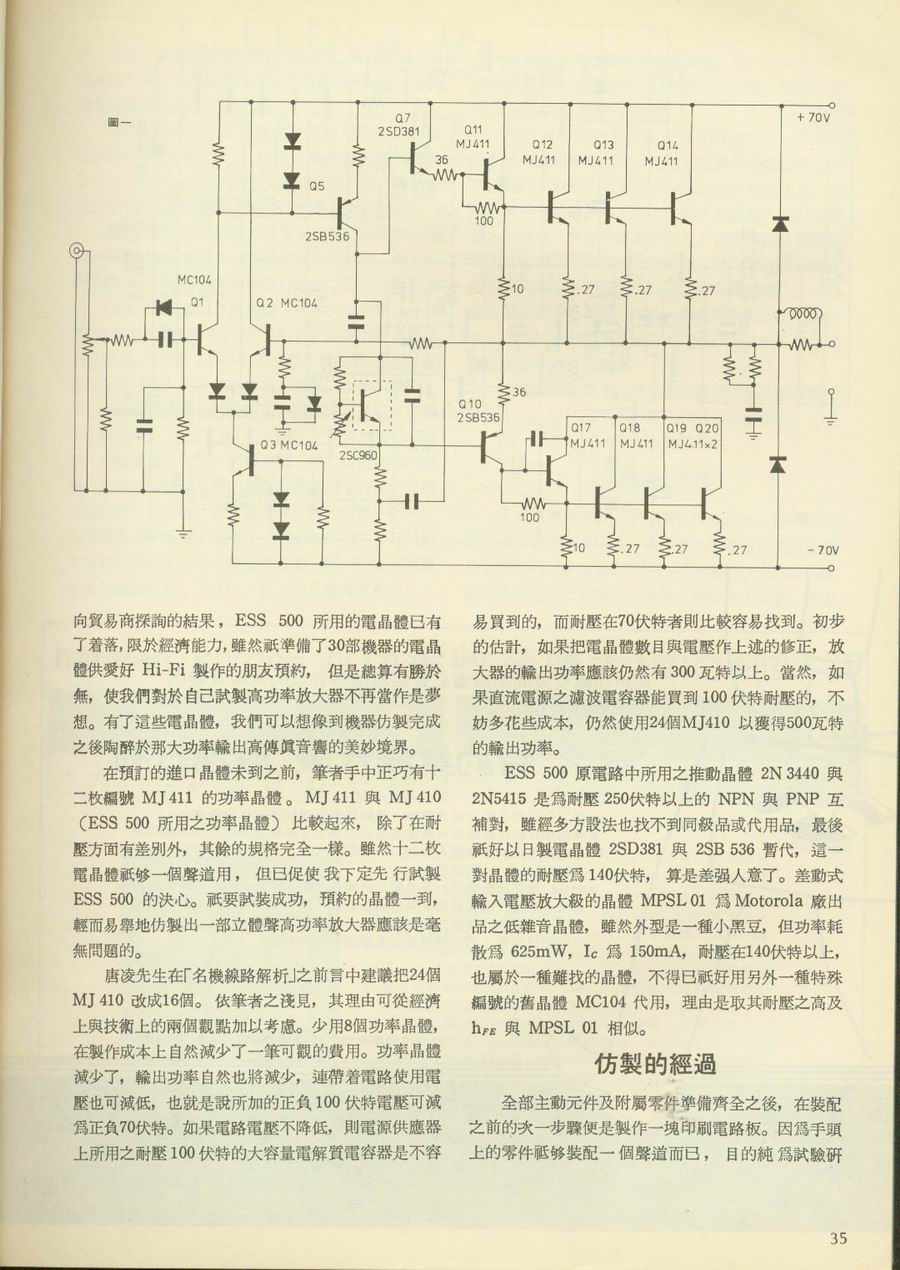 圖一
Q7
2SD381
Q11
MJ411
Q12
MJ411
Q13
MJ411
Q14
MJ411
+70V
36
100
Q5
2SB536
MC104
Q1
Q2 MC104
10
.27
.27
.27
36
Q10
2SB536
Q17
MJ411
Q18
MJ411
Q19 Q20
MJ411×2
Q3 MC104
2SC960
100
10
.27
.27
.27
-70V
向貿易商探詢的結果，ESS 500 所用的電晶體已有
了着落，限於經濟能力，雖然祇準備了30部機器的電晶
體供愛好 Hi-Fi 製作的朋友預約， 但是總算有勝於
無，使我們對於自己試製高功率放大器不再當作是夢
想。有了這些電晶體，我們可以想像到機器仿製完成
之後陶醉於那大功率輸出高傳眞音響的美妙境界。
在預訂的進口晶體未到之前，筆者手中正巧有十
二枚編號 MJ411 的功率晶體。MJ411 與 MJ410
（ESS 500 所用之功率晶體） 比較起來， 除了在耐
壓方面有差別外，其餘的規格完全一樣。雖然十二枚
電晶體祇够一個聲道用， 但已促使我下定先行試製
ESS 500 的決心。祇要試裝成功，預約的晶體一到，
輕而易舉地仿製出一部立體聲高功率放大器應該是毫
無問題的。
唐凌先生在「名機線路解析」之前言中建議把24個
MJ410 改成16個。 依筆者之淺見，其理由可從經濟
上與技術上的兩個觀點加以考慮。少用8個功率晶體，
在製作成本上自然減少了一筆可觀的費用。功率晶體
減少了，輸出功率自然也將減少，連帶着電路使用電
壓也可減低，也就是說所加的正負100伏特電壓可減
爲正負70伏特。如果電路電壓不降低，則電源供應器
上所用之耐壓100伏特的大容量電解質電容器是不容
易買到的，而耐壓在70伏特者則比較容易找到。初步
的估計，如果把電晶體數目與電壓作上述的修正，放
大器的輸出功率應該仍然有300瓦特以上。當然，如
果直流電源之濾波電容器能買到100伏特耐壓的，不
妨多花些成本，仍然使用24個MJ410 以獲得500瓦特
的輸出功率。
ESS 500 原電路中所用之推動晶體 2N3440 與
2N5415 是爲耐壓 250伏特以上的 NPN 與 PNP 互
補對，雖經多方設法也找不到同級品或代用品，最後
祇好以日製電晶體 2SD381 與 2SB 536 暫代，這一
對晶體的耐壓爲140伏特， 算是差强人意了。差動式
輸入電壓放大級的晶體 MPSL01 爲 Motorola 廠出
品之低雜音晶體，雖然外型是一種小黑豆，但功率耗
散爲 625mW，Ic 爲 150mA，耐壓在140伏特以上，
也屬於一種難找的晶體，不得已祇好用另外一種特殊
編號的舊晶體 MC104 代用，理由是取其耐壓之高及
hFE 與 MPSL 01 相似。
仿製的經過
全部主動元件及附屬零件準備齊全之後，在裝配
之前的次一步驟便是製作一塊印刷電路板。因爲手頭
上的零件祇够裝配一個聲道而已， 目的純爲試驗研
35